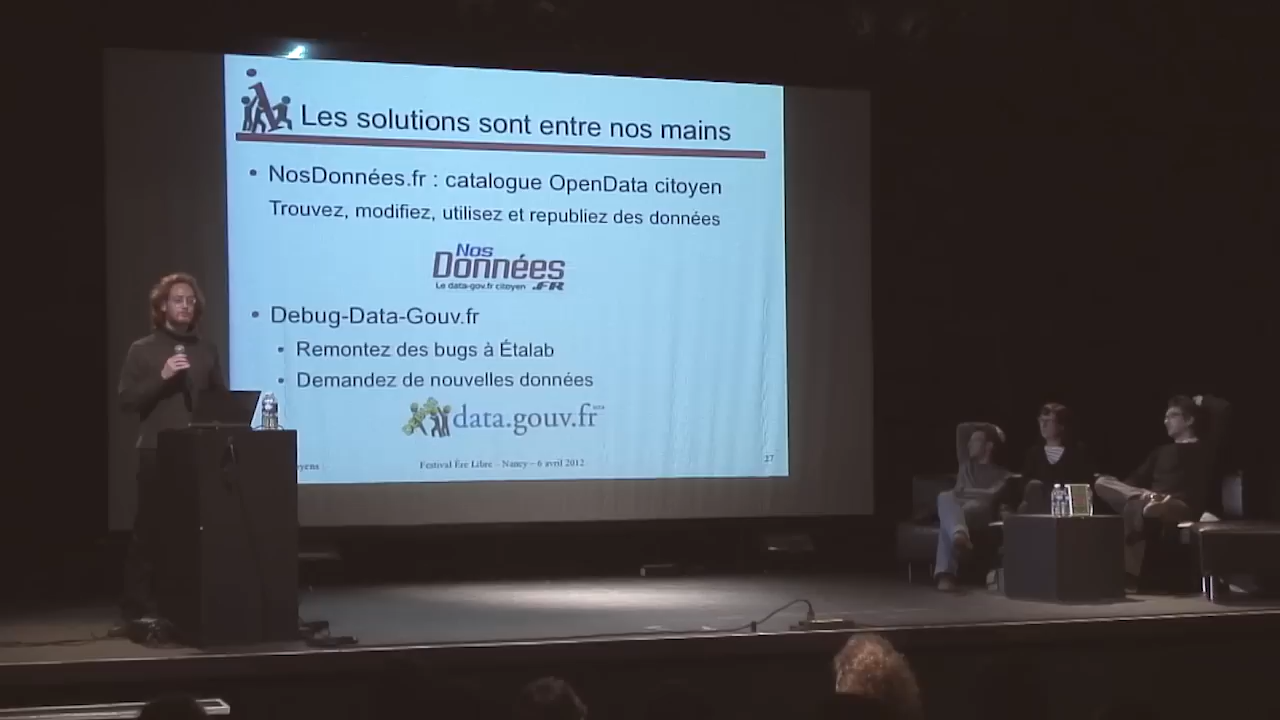 Les solutions sont entre nos mains
• NosDonnées.fr : catalogue OpenData citoyen
Trouvez, modifiez, utilisez et republiez des données
Nos
Données
Le data-gov.fr citoyen .FR
• Debug-Data-Gouv.fr
• Remontez des bugs à Étalab
• Demandez de nouvelles données
data.gouv.fr
Festival Ère Libre – Nancy – 6 avril 2012
27